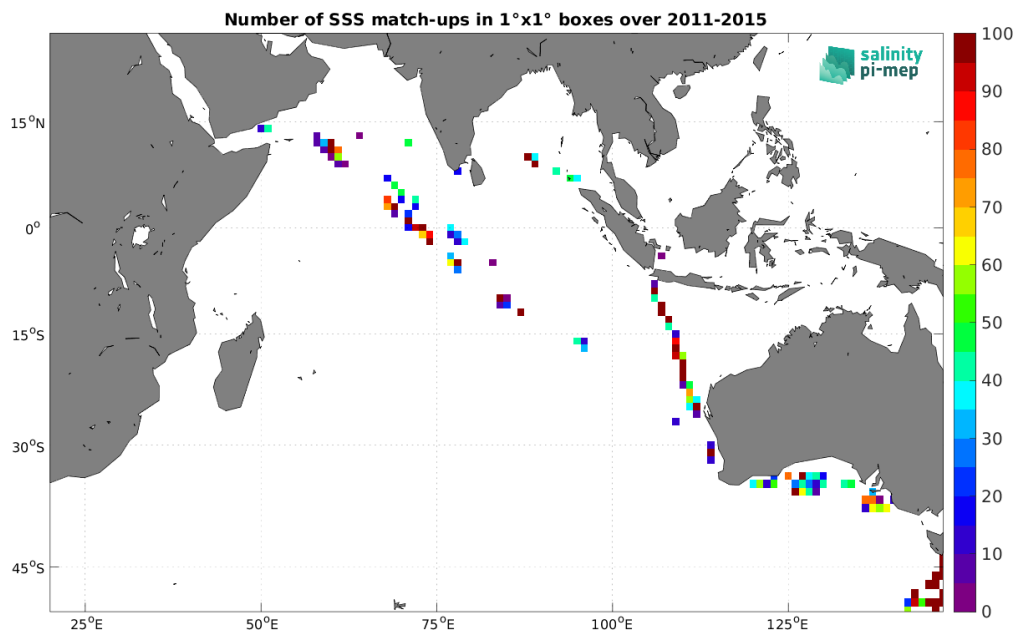 Number of SSS match-ups in 1°x1° boxes over 2011-2015
salinity
pi-mep
15°N
0°
15°S
30°S
45°S
25°E
50°E
75°E
100°E
125°E
100
90
80
70
60
50
40
30
20
10
0